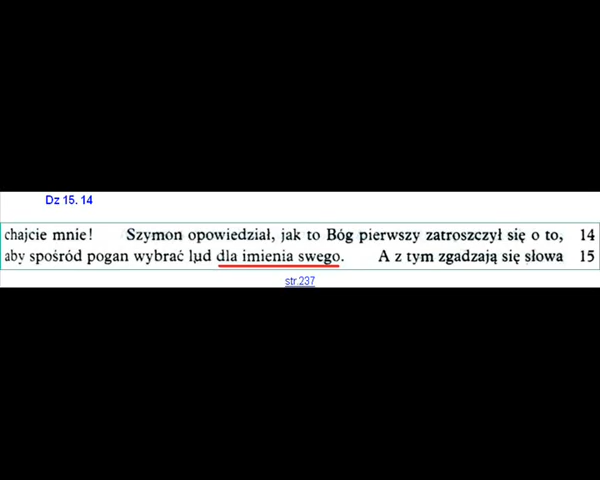 Dz 15. 14
chajcie mnie! Szymon opowiedział, jak to Bóg pierwszy zatroszczył się o to, 14
aby spośród pogan wybrać lud dla imienia swego. A z tym zgadzają się słowa 15
str.237